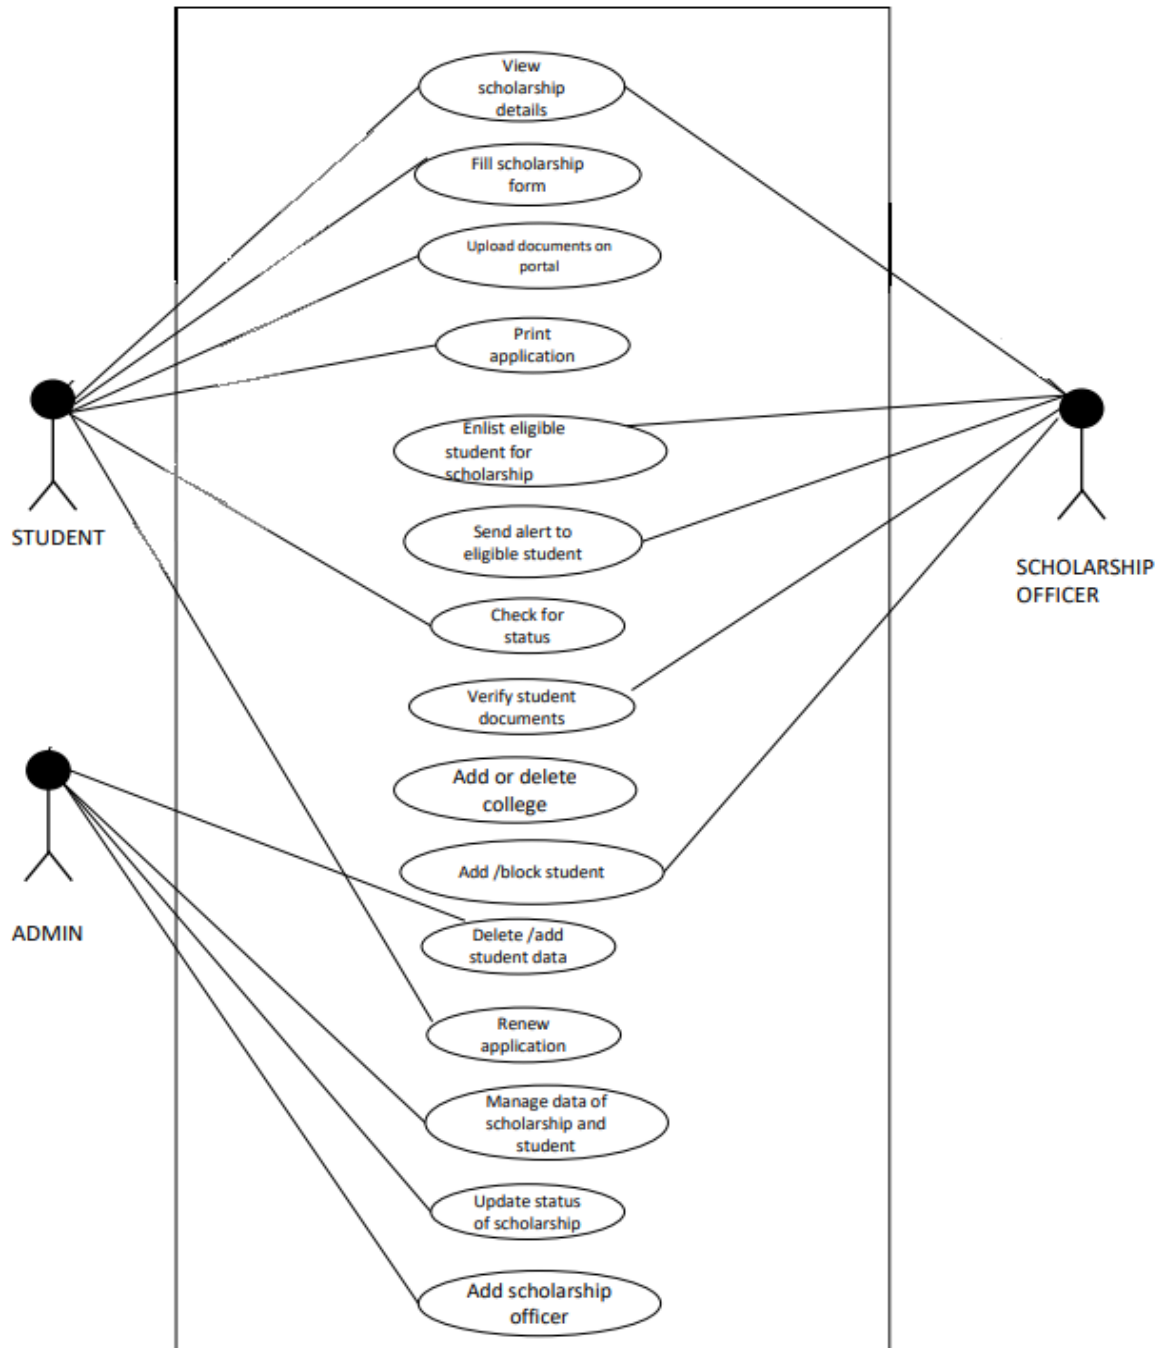 View
scholarship
details
Fill scholarship
form
Upload documents on
portal
Print
application
Enlist eligible
student for
scholarship
Send alert to
eligible student
STUDENT
SCHOLARSHIP
OFFICER
Check for
status
Verify student
documents
Add or delete
college
Add /block student
ADMIN
Delete /add
student data
Renew
application
Manage data of
scholarship and
student
Update status
of scholarship
Add scholarship
officer